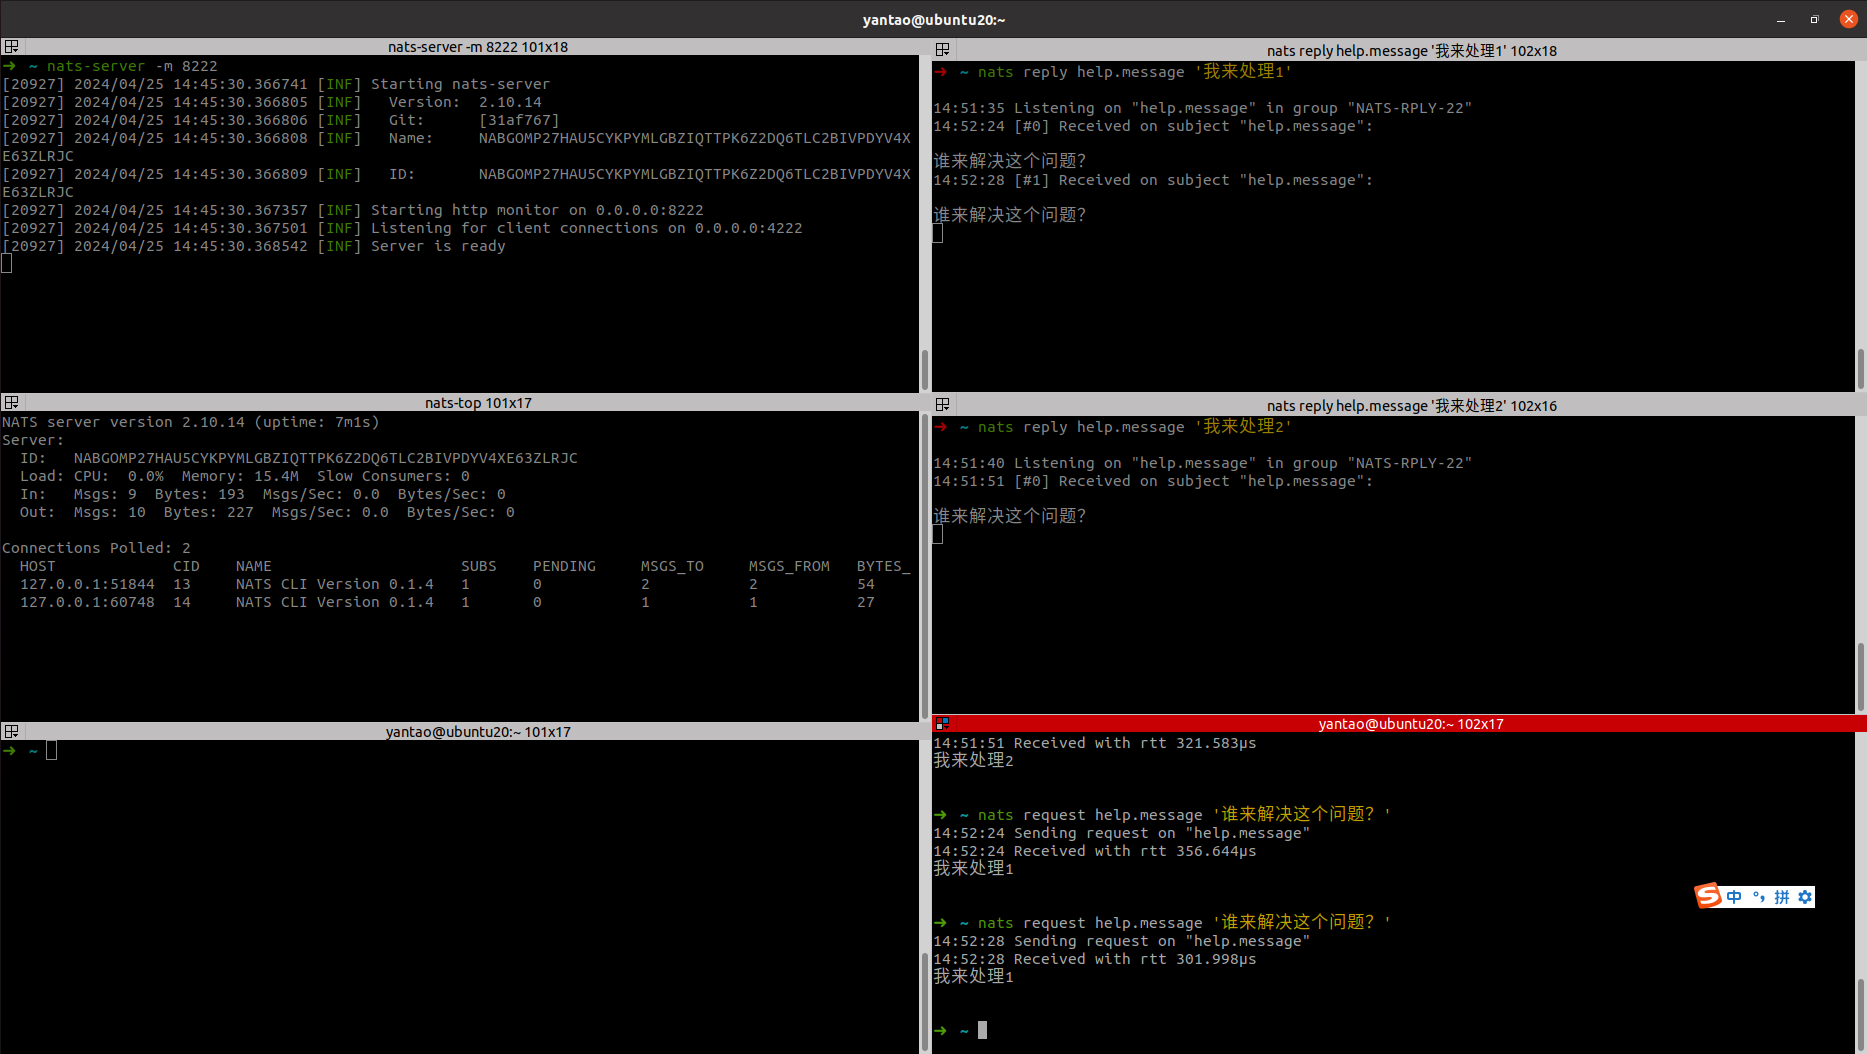 yantao@ubuntu20:~
nats-server -m 8222 101x18
➜ ~ nats-server -m 8222
[20927] 2024/04/25 14:45:30.366741 [INF] Starting nats-server
[20927] 2024/04/25 14:45:30.366805 [INF]   Version:  2.10.14
[20927] 2024/04/25 14:45:30.366806 [INF]   Git:      [31af767]
[20927] 2024/04/25 14:45:30.366808 [INF]   Name:     NABGOMP27HAU5CYKPYMLGBZIQTTPK6Z2DQ6TLC2BIVPDYV4X
E63ZLRJC
[20927] 2024/04/25 14:45:30.366809 [INF]   ID:       NABGOMP27HAU5CYKPYMLGBZIQTTPK6Z2DQ6TLC2BIVPDYV4X
E63ZLRJC
[20927] 2024/04/25 14:45:30.367357 [INF] Starting http monitor on 0.0.0.0:8222
[20927] 2024/04/25 14:45:30.367501 [INF] Listening for client connections on 0.0.0.0:4222
[20927] 2024/04/25 14:45:30.368542 [INF] Server is ready
nats-top 101x17
NATS server version 2.10.14 (uptime: 7m1s)
Server:
  ID:   NABGOMP27HAU5CYKPYMLGBZIQTTPK6Z2DQ6TLC2BIVPDYV4XE63ZLRJC
  Load: CPU:  0.0%  Memory: 15.4M  Slow Consumers: 0
  In:   Msgs: 9  Bytes: 193  Msgs/Sec: 0.0  Bytes/Sec: 0
  Out:  Msgs: 10  Bytes: 227  Msgs/Sec: 0.0  Bytes/Sec: 0
Connections Polled: 2
  HOST             CID    NAME                     SUBS    PENDING     MSGS_TO     MSGS_FROM   BYTES_
  127.0.0.1:51844  13     NATS CLI Version 0.1.4   1       0           2           2           54
  127.0.0.1:60748  14     NATS CLI Version 0.1.4   1       0           1           1           27
yantao@ubuntu20:~ 101x17
➜ ~
nats reply help.message '我来处理1' 102x18
➜ ~ nats reply help.message '我来处理1'
14:51:35 Listening on "help.message" in group "NATS-RPLY-22"
14:52:24 [#0] Received on subject "help.message":
谁来解决这个问题？
14:52:28 [#1] Received on subject "help.message":
谁来解决这个问题？
nats reply help.message '我来处理2' 102x16
➜ ~ nats reply help.message '我来处理2'
14:51:40 Listening on "help.message" in group "NATS-RPLY-22"
14:51:51 [#0] Received on subject "help.message":
谁来解决这个问题？
yantao@ubuntu20:~ 102x17
14:51:51 Received with rtt 321.583µs
我来处理2
➜ ~ nats request help.message '谁来解决这个问题？'
14:52:24 Sending request on "help.message"
14:52:24 Received with rtt 356.644µs
我来处理1
➜ ~ nats request help.message '谁来解决这个问题？'
14:52:28 Sending request on "help.message"
14:52:28 Received with rtt 301.998µs
我来处理1
➜ ~
S 中 °, 拼